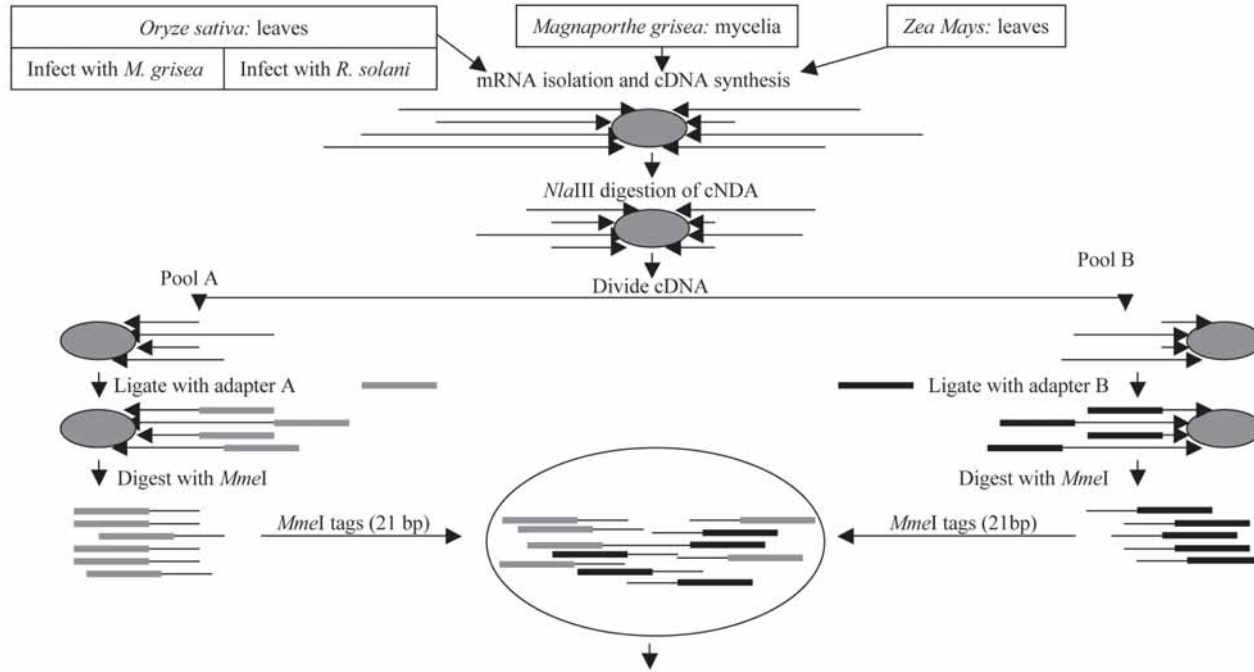 Oryze sativa: leaves
Infect with M. grisea
Infect with R. solani
Magnaporthe grisea: mycelia
Zea Mays: leaves
mRNA isolation and cDNA synthesis
NlaIII digestion of cNDA
Divide cDNA
Pool A
Pool B
Ligate with adapter A
Ligate with adapter B
Digest with MmeI
Digest with MmeI
MmeI tags (21 bp)
MmeI tags (21bp)